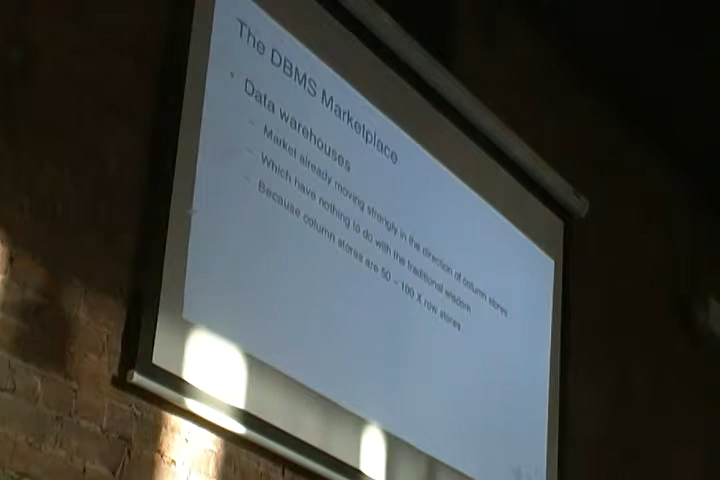 The DBMS Marketplace
• Data warehouses
– Market already moving strongly in the direction of column stores
– Which have nothing to do with the traditional wisdom
– Because column stores are 50 – 100 X row stores